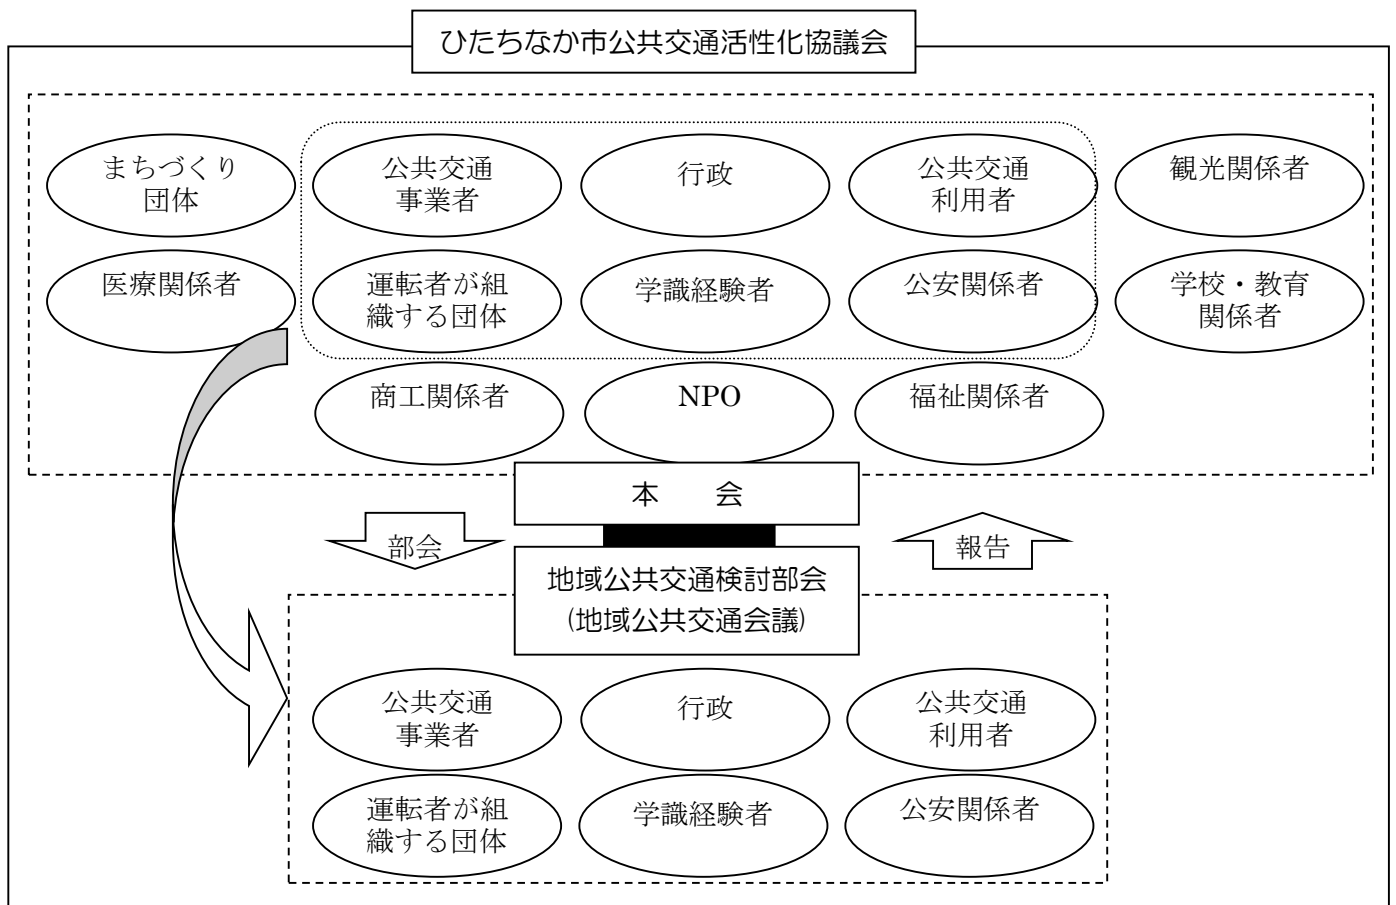 ひたちなか市公共交通活性化協議会
まちづくり
団体
公共交通
事業者
行政
公共交通
利用者
観光関係者
医療関係者
運転者が組
織する団体
学識経験者
公安関係者
学校・教育
関係者
商工関係者
NPO
福祉関係者
本　会
部会
報告
地域公共交通検討部会
(地域公共交通会議)
公共交通
事業者
行政
公共交通
利用者
運転者が組
織する団体
学識経験者
公安関係者